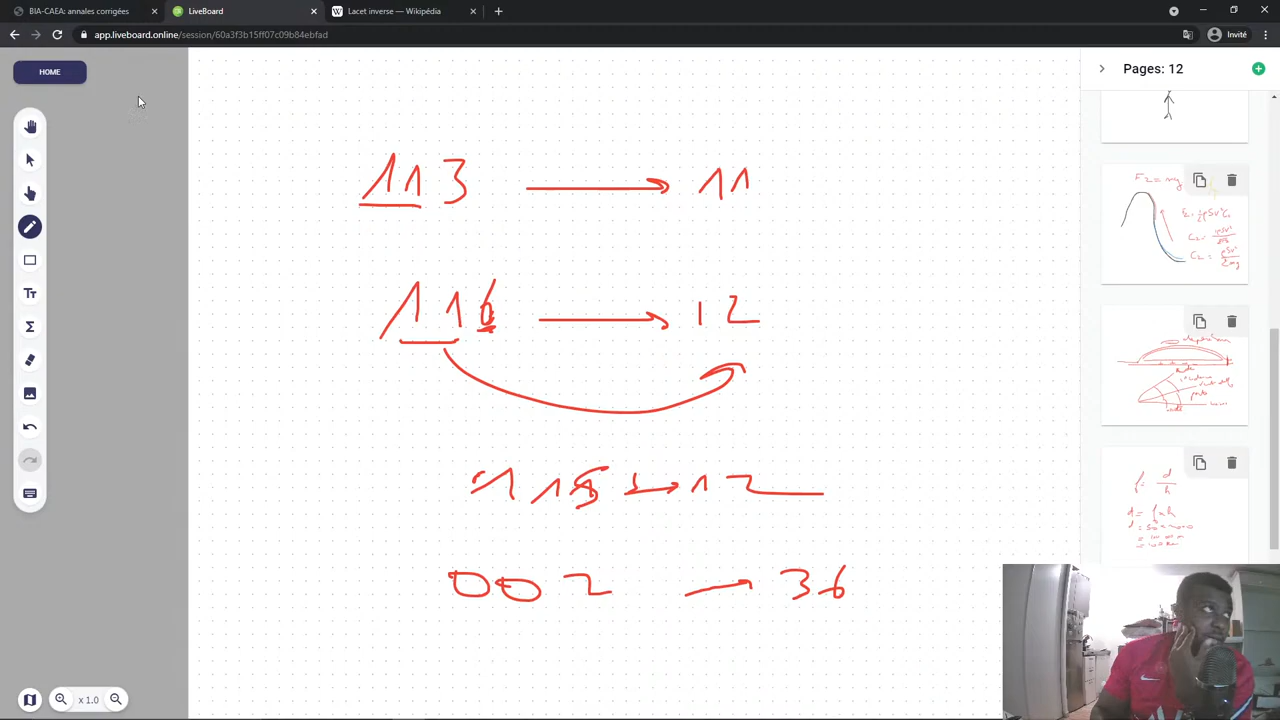 BIA-CAEA: annales corrigées
LiveBoard
Lacet inverse — Wikipédia
app.liveboard.online/session/60a3f3b15ff07c09b84ebfad
Invité
HOME
Pages: 12
113 → 11
116 → 12
115 → 12
002 → 36
Tт
Σ
x 1.0